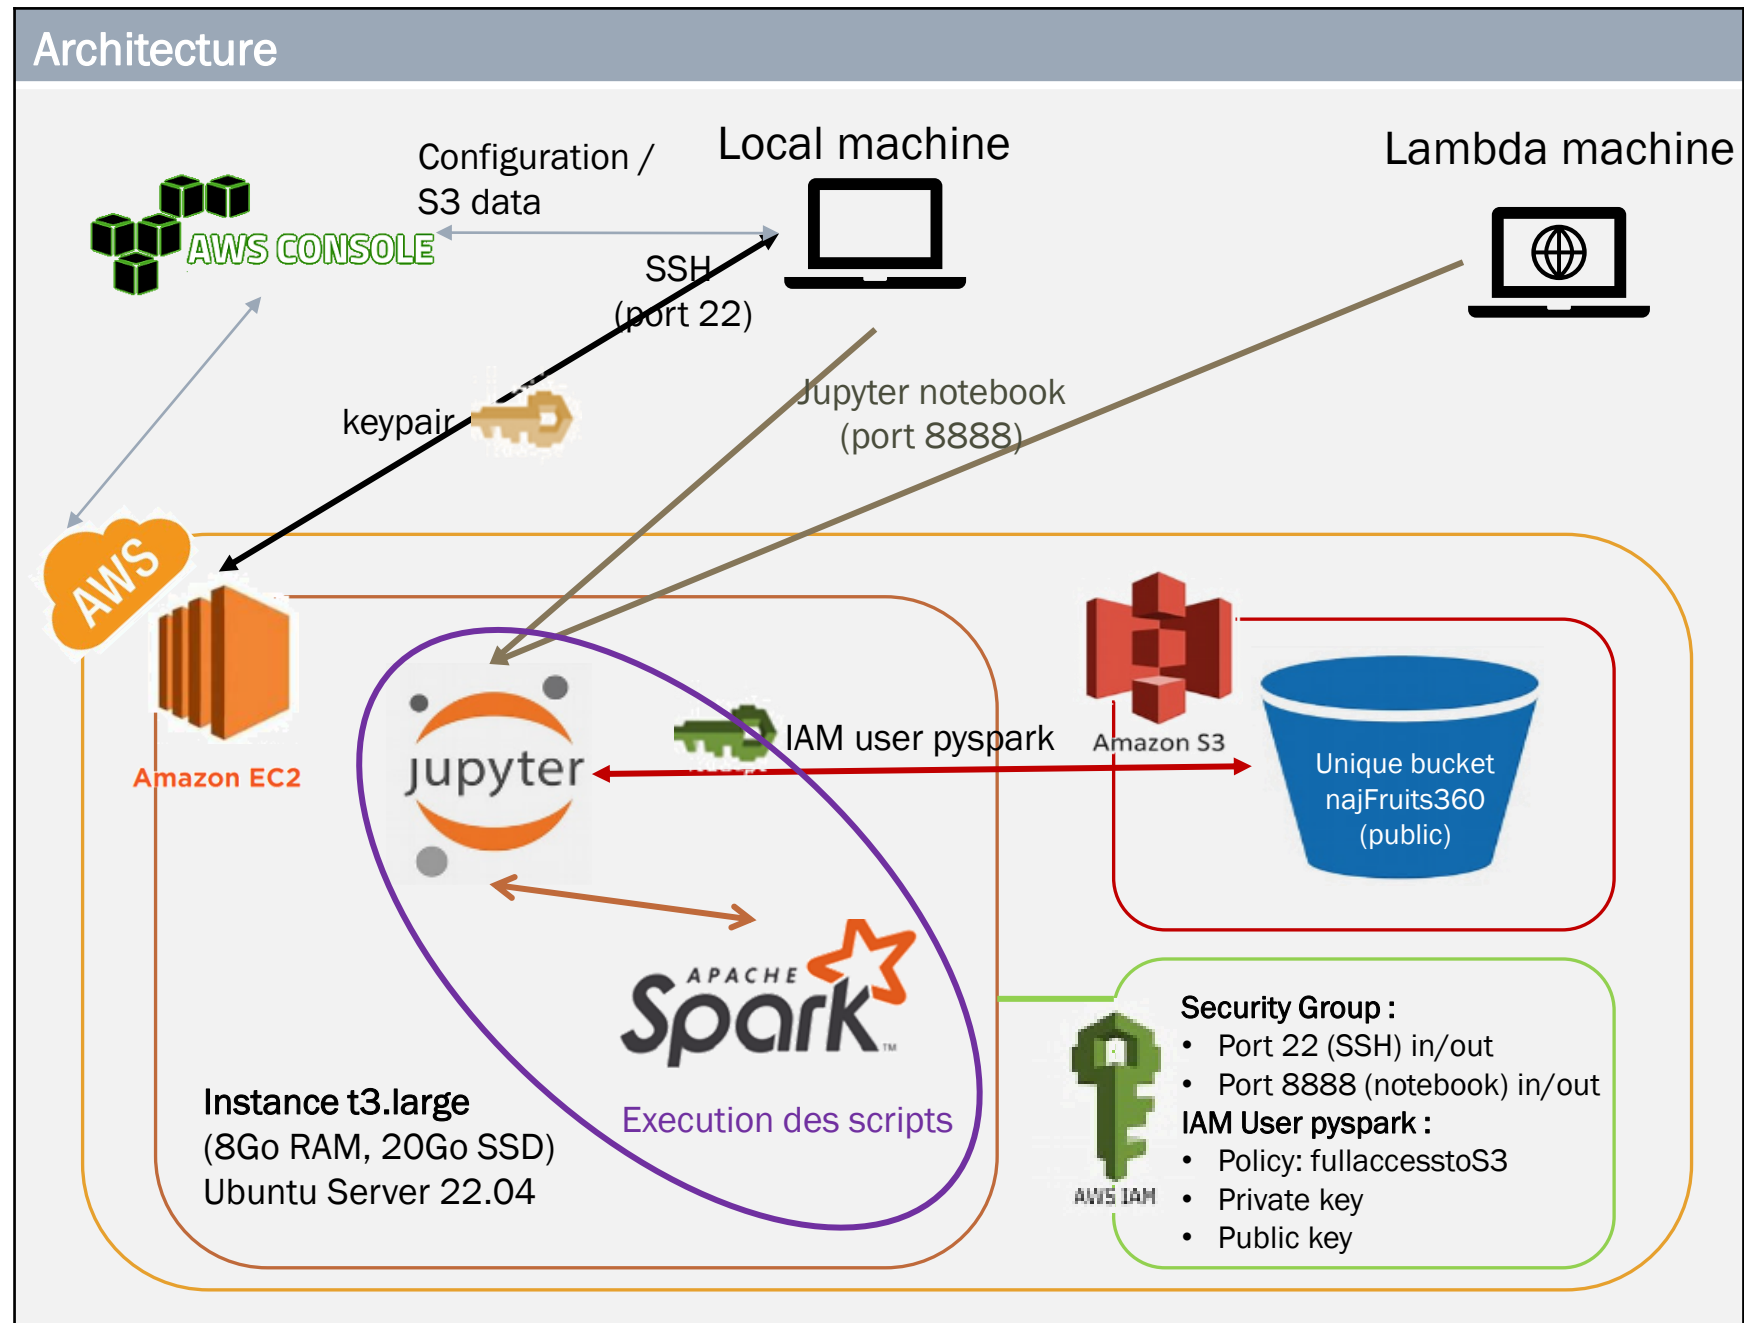 Architecture
Configuration /
S3 data
Local machine
Lambda machine
AWS CONSOLE
SSH
(port 22)
keypair
Jupyter notebook
(port 8888)
AWS
Amazon EC2
jupyter
IAM user pyspark
Amazon S3
Unique bucket
najFruits360
(public)
APACHE
Spark™
Execution des scripts
Instance t3.large
(8Go RAM, 20Go SSD)
Ubuntu Server 22.04
AWS IAM
Security Group :
• Port 22 (SSH) in/out
• Port 8888 (notebook) in/out
IAM User pyspark :
• Policy: fullaccesstoS3
• Private key
• Public key